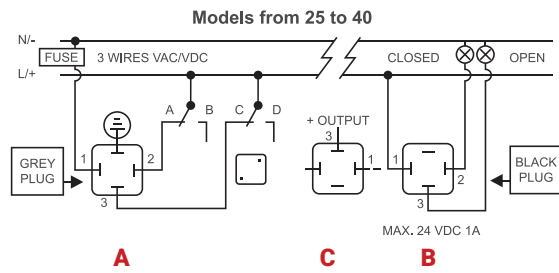 Models from 25 to 40
N/-
FUSE
3 WIRES VAC/VDC
CLOSED
OPEN
L/+
A
B
C
D
+ OUTPUT
3
GREY
PLUG
1
2
3
1
1
2
3
BLACK
PLUG
MAX. 24 VDC 1A
A
C
B